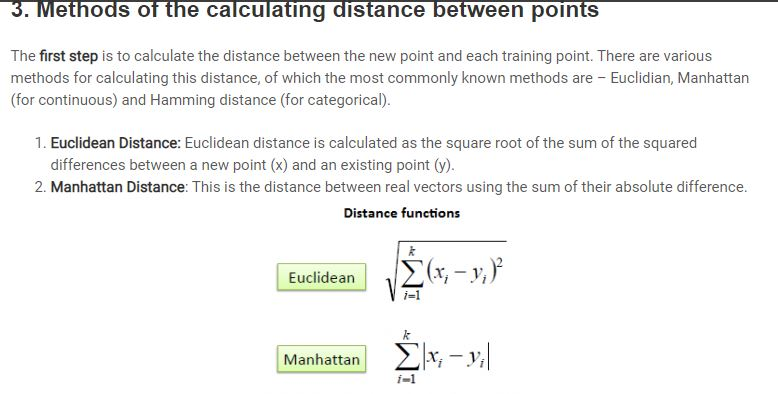 3. Methods of the calculating distance between points
The first step is to calculate the distance between the new point and each training point. There are various
methods for calculating this distance, of which the most commonly known methods are – Euclidian, Manhattan
(for continuous) and Hamming distance (for categorical).
1. Euclidean Distance: Euclidean distance is calculated as the square root of the sum of the squared
differences between a new point (x) and an existing point (y).
2. Manhattan Distance: This is the distance between real vectors using the sum of their absolute difference.
Distance functions
Euclidean √(∑_{i=1}^{k} (x_i − y_i)^2)
Manhattan ∑_{i=1}^{k} |x_i − y_i|